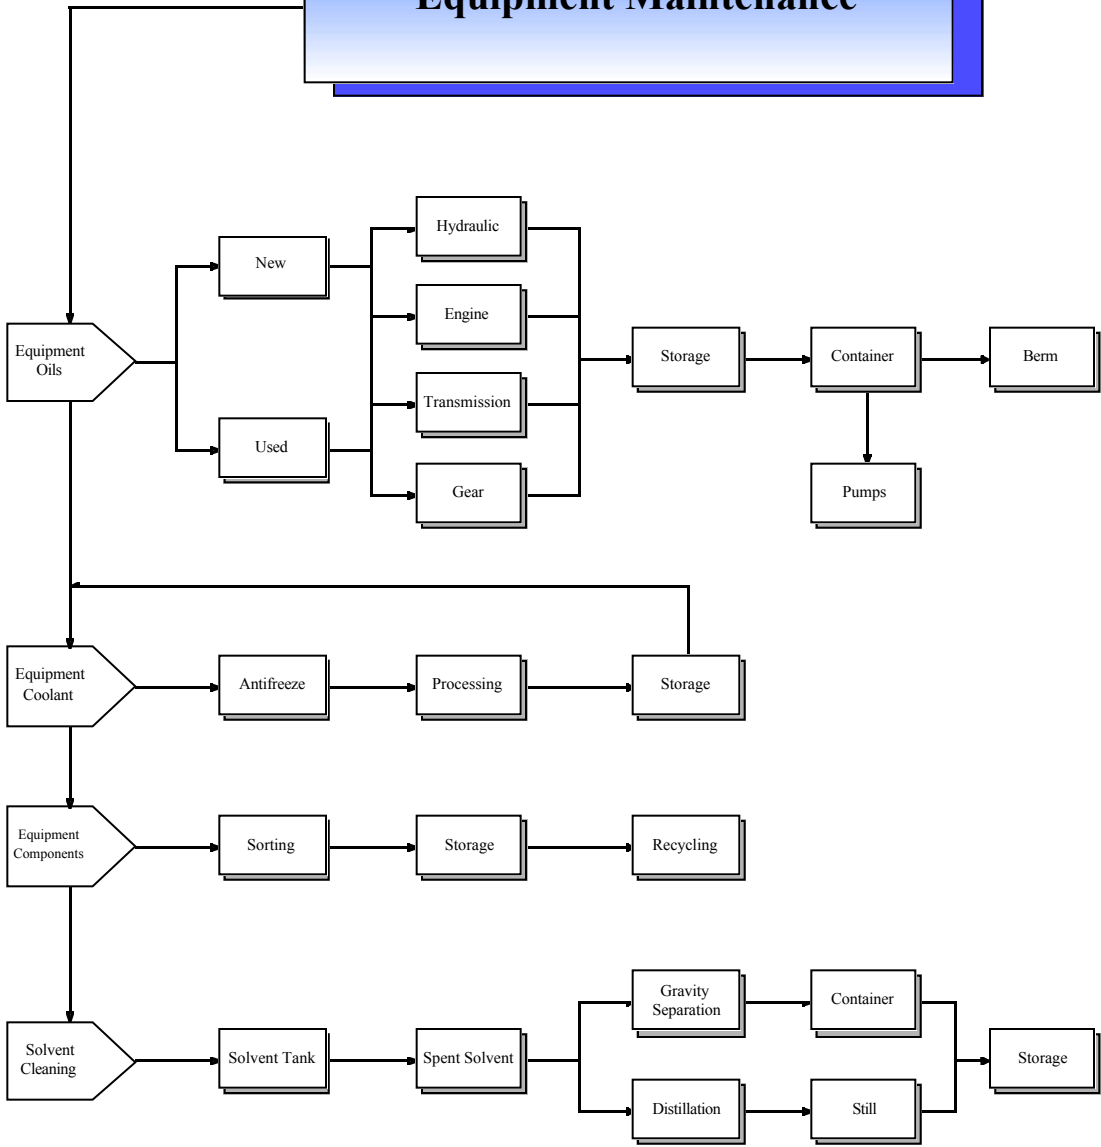 Equipment Maintenance
Hydraulic
New
Engine
Equipment
Oils
Storage
Container
Berm
Transmission
Used
Gear
Pumps
Equipment
Coolant
Antifreeze
Processing
Storage
Equipment
Components
Sorting
Storage
Recycling
Gravity
Separation
Container
Solvent
Cleaning
Solvent Tank
Spent Solvent
Storage
Distillation
Still